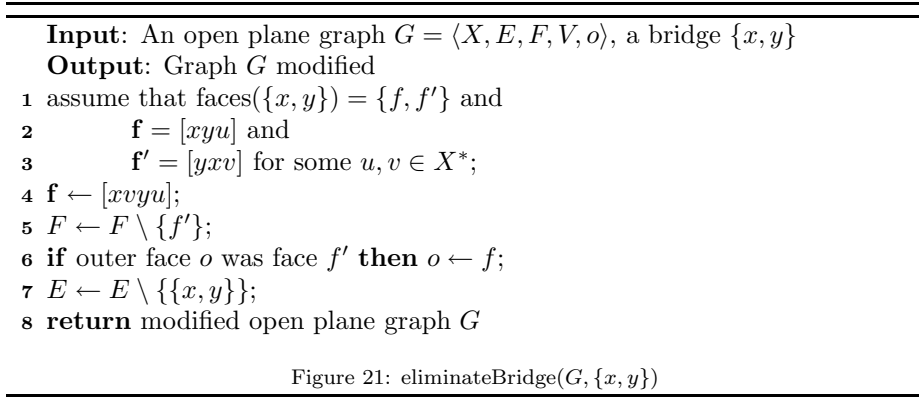 Input: An open plane graph G = ⟨X, E, F, V, o⟩, a bridge {x, y}
Output: Graph G modified
1 assume that faces({x, y}) = {f, f′} and
2 f = [xyu] and
3 f′ = [yxv] for some u, v ∈ X*;
4 f ← [xvyu];
5 F ← F \ {f′};
6 if outer face o was face f′ then o ← f;
7 E ← E \ {{x, y}};
8 return modified open plane graph G
Figure 21: eliminateBridge(G, {x, y})